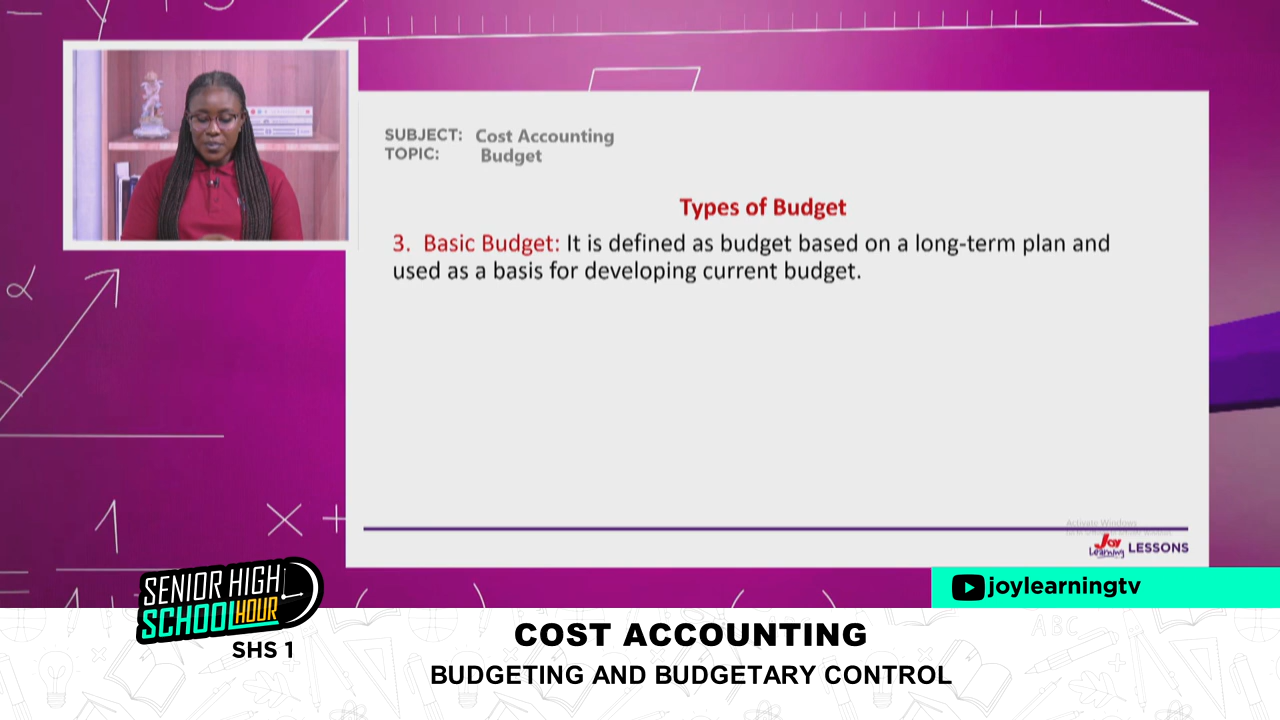 SUBJECT: Cost Accounting
TOPIC: Budget
Types of Budget
3. Basic Budget: It is defined as budget based on a long-term plan and
used as a basis for developing current budget.
Activate Windows
Joy
Learning LESSONS
joylearningtv
SENIOR HIGH
SCHOOL HOUR
SHS 1
COST ACCOUNTING
BUDGETING AND BUDGETARY CONTROL
ABC